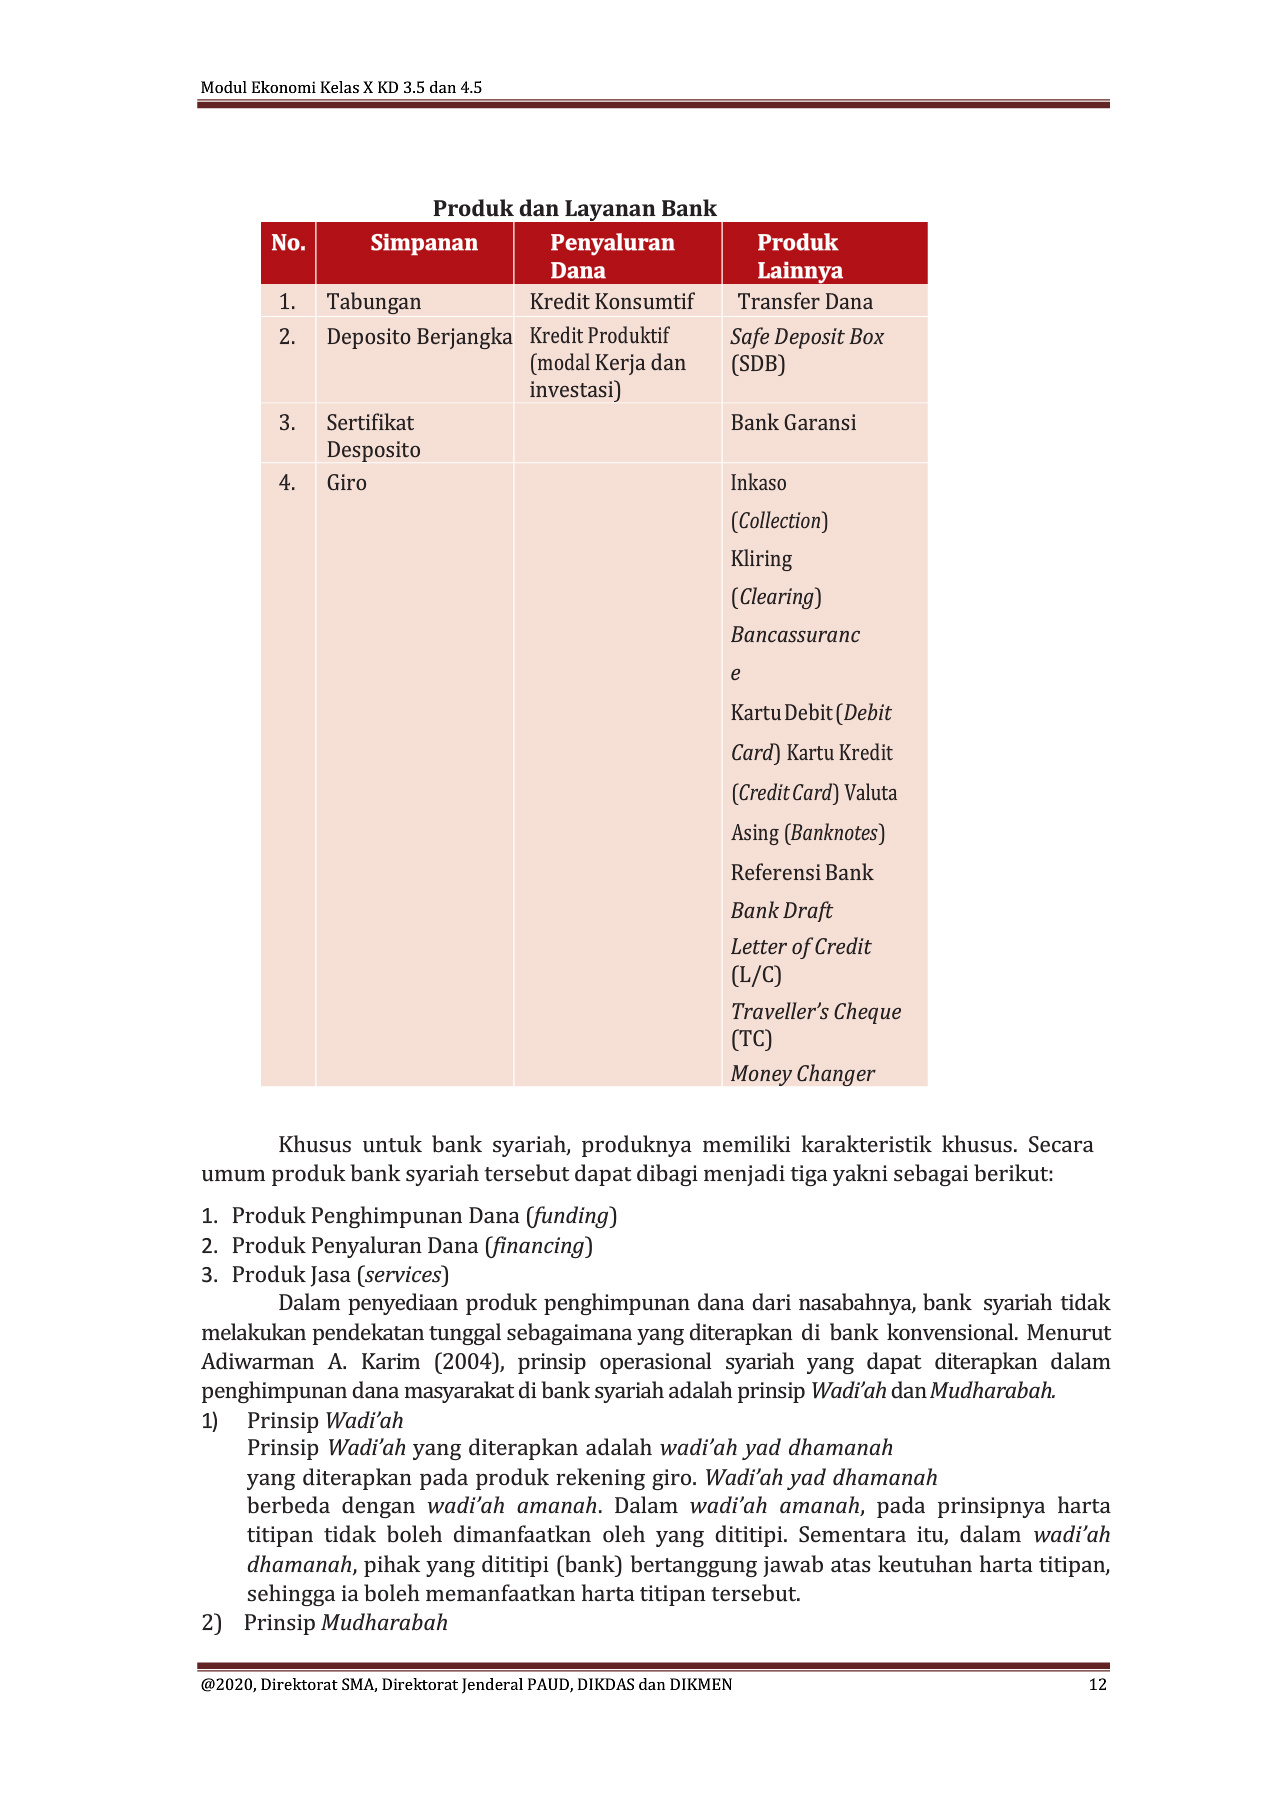 Modul Ekonomi Kelas X KD 3.5 dan 4.5
Produk dan Layanan Bank
No. Simpanan Penyaluran Dana Produk Lainnya
1. Tabungan Kredit Konsumtif Transfer Dana
2. Deposito Berjangka Kredit Produktif (modal Kerja dan investasi) Safe Deposit Box (SDB)
3. Sertifikat Desposito Bank Garansi
4. Giro Inkaso
(Collection)
Kliring
(Clearing)
Bancassuranc
e
Kartu Debit (Debit
Card) Kartu Kredit
(Credit Card) Valuta
Asing (Banknotes)
Referensi Bank
Bank Draft
Letter of Credit
(L/C)
Traveller’s Cheque
(TC)
Money Changer
Khusus untuk bank syariah, produknya memiliki karakteristik khusus. Secara
umum produk bank syariah tersebut dapat dibagi menjadi tiga yakni sebagai berikut:
1. Produk Penghimpunan Dana (funding)
2. Produk Penyaluran Dana (financing)
3. Produk Jasa (services)
Dalam penyediaan produk penghimpunan dana dari nasabahnya, bank syariah tidak
melakukan pendekatan tunggal sebagaimana yang diterapkan di bank konvensional. Menurut
Adiwarman A. Karim (2004), prinsip operasional syariah yang dapat diterapkan dalam
penghimpunan dana masyarakat di bank syariah adalah prinsip Wadi’ah dan Mudharabah.
1) Prinsip Wadi’ah
Prinsip Wadi’ah yang diterapkan adalah wadi’ah yad dhamanah
yang diterapkan pada produk rekening giro. Wadi’ah yad dhamanah
berbeda dengan wadi’ah amanah. Dalam wadi’ah amanah, pada prinsipnya harta
titipan tidak boleh dimanfaatkan oleh yang dititipi. Sementara itu, dalam wadi’ah
dhamanah, pihak yang dititipi (bank) bertanggung jawab atas keutuhan harta titipan,
sehingga ia boleh memanfaatkan harta titipan tersebut.
2) Prinsip Mudharabah
@2020, Direktorat SMA, Direktorat Jenderal PAUD, DIKDAS dan DIKMEN 12